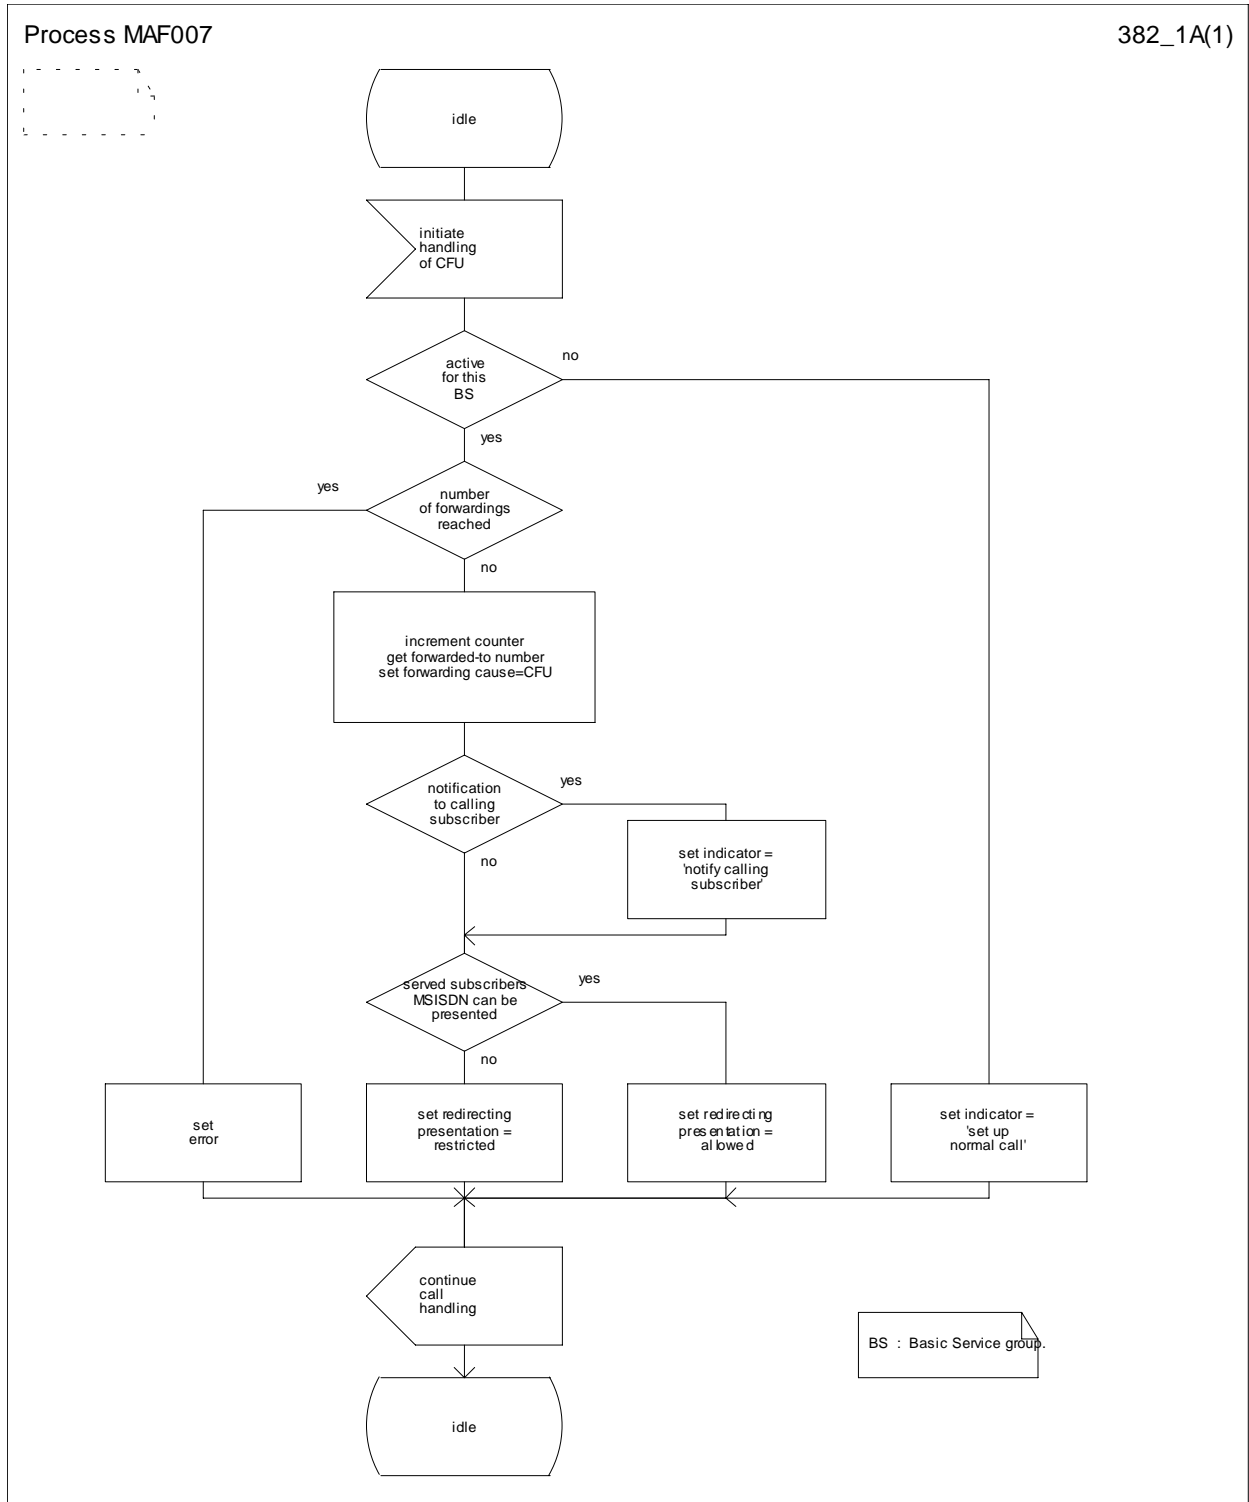 Process MAF007
382_1A(1)
idle
initiate
handling
of CFU
active
for this
BS
no
yes
number
of forwardings
reached
yes
no
increment counter
get forwarded-to number
set forwarding cause=CFU
notification
to calling
subscriber
yes
no
set indicator =
'notify calling
subscriber'
served subscribers
MSISDN can be
presented
yes
no
set
error
set redirecting
presentation =
restricted
set redirecting
presentation =
allowed
set indicator =
'set up
normal call'
continue
call
handling
BS : Basic Service group.
idle